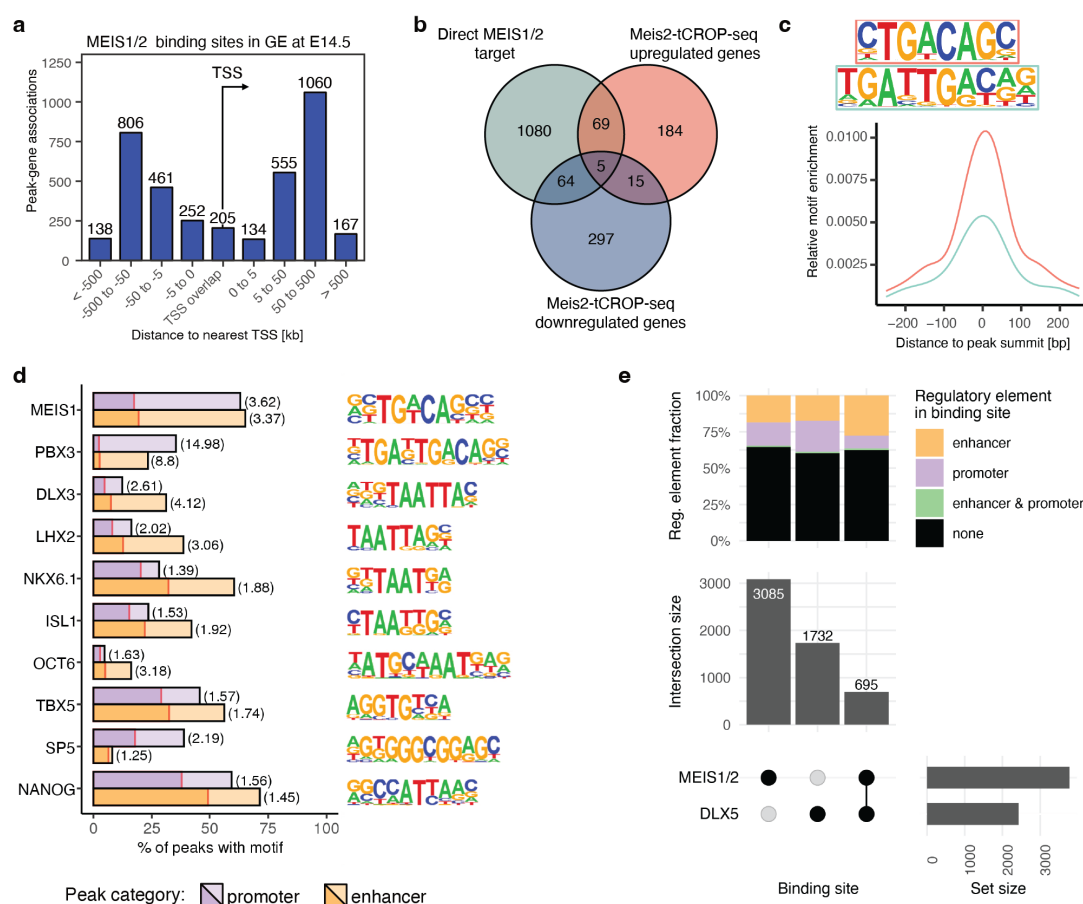 a
MEIS1/2 binding sites in GE at E14.5
Peak-gene associations
1250
1000
750
500
250
0
138
806
461
252
205
134
555
1060
167
TSS
< -500
-500 to -50
-50 to -5
-5 to 0
TSS overlap
0 to 5
5 to 50
50 to 500
> 500
Distance to nearest TSS [kb]
b
Direct MEIS1/2
target
Meis2-tCROP-seq
upregulated genes
1080
69
184
5
64
15
297
Meis2-tCROP-seq
downregulated genes
c
CTGACAGC
TGATTGACAG
Relative motif enrichment
0.0100
0.0075
0.0050
0.0025
−200
−100
0
100
200
Distance to peak summit [bp]
d
MEIS1
(3.62)
(3.37)
PBX3
(14.98)
(8.8)
DLX3
(2.61)
(4.12)
LHX2
(2.02)
(3.06)
NKX6.1
(1.39)
(1.88)
ISL1
(1.53)
(1.92)
OCT6
(1.63)
(3.18)
TBX5
(1.57)
(1.74)
SP5
(2.19)
(1.25)
NANOG
(1.56)
(1.45)
0
25
50
75
100
% of peaks with motif
Peak category:
promoter
enhancer
e
Reg. element fraction
100%
75%
50%
25%
0%
Regulatory element
in binding site
enhancer
promoter
enhancer & promoter
none
Intersection size
3000
2000
1000
0
3085
1732
695
MEIS1/2
DLX5
Binding site
0
1000
2000
3000
Set size